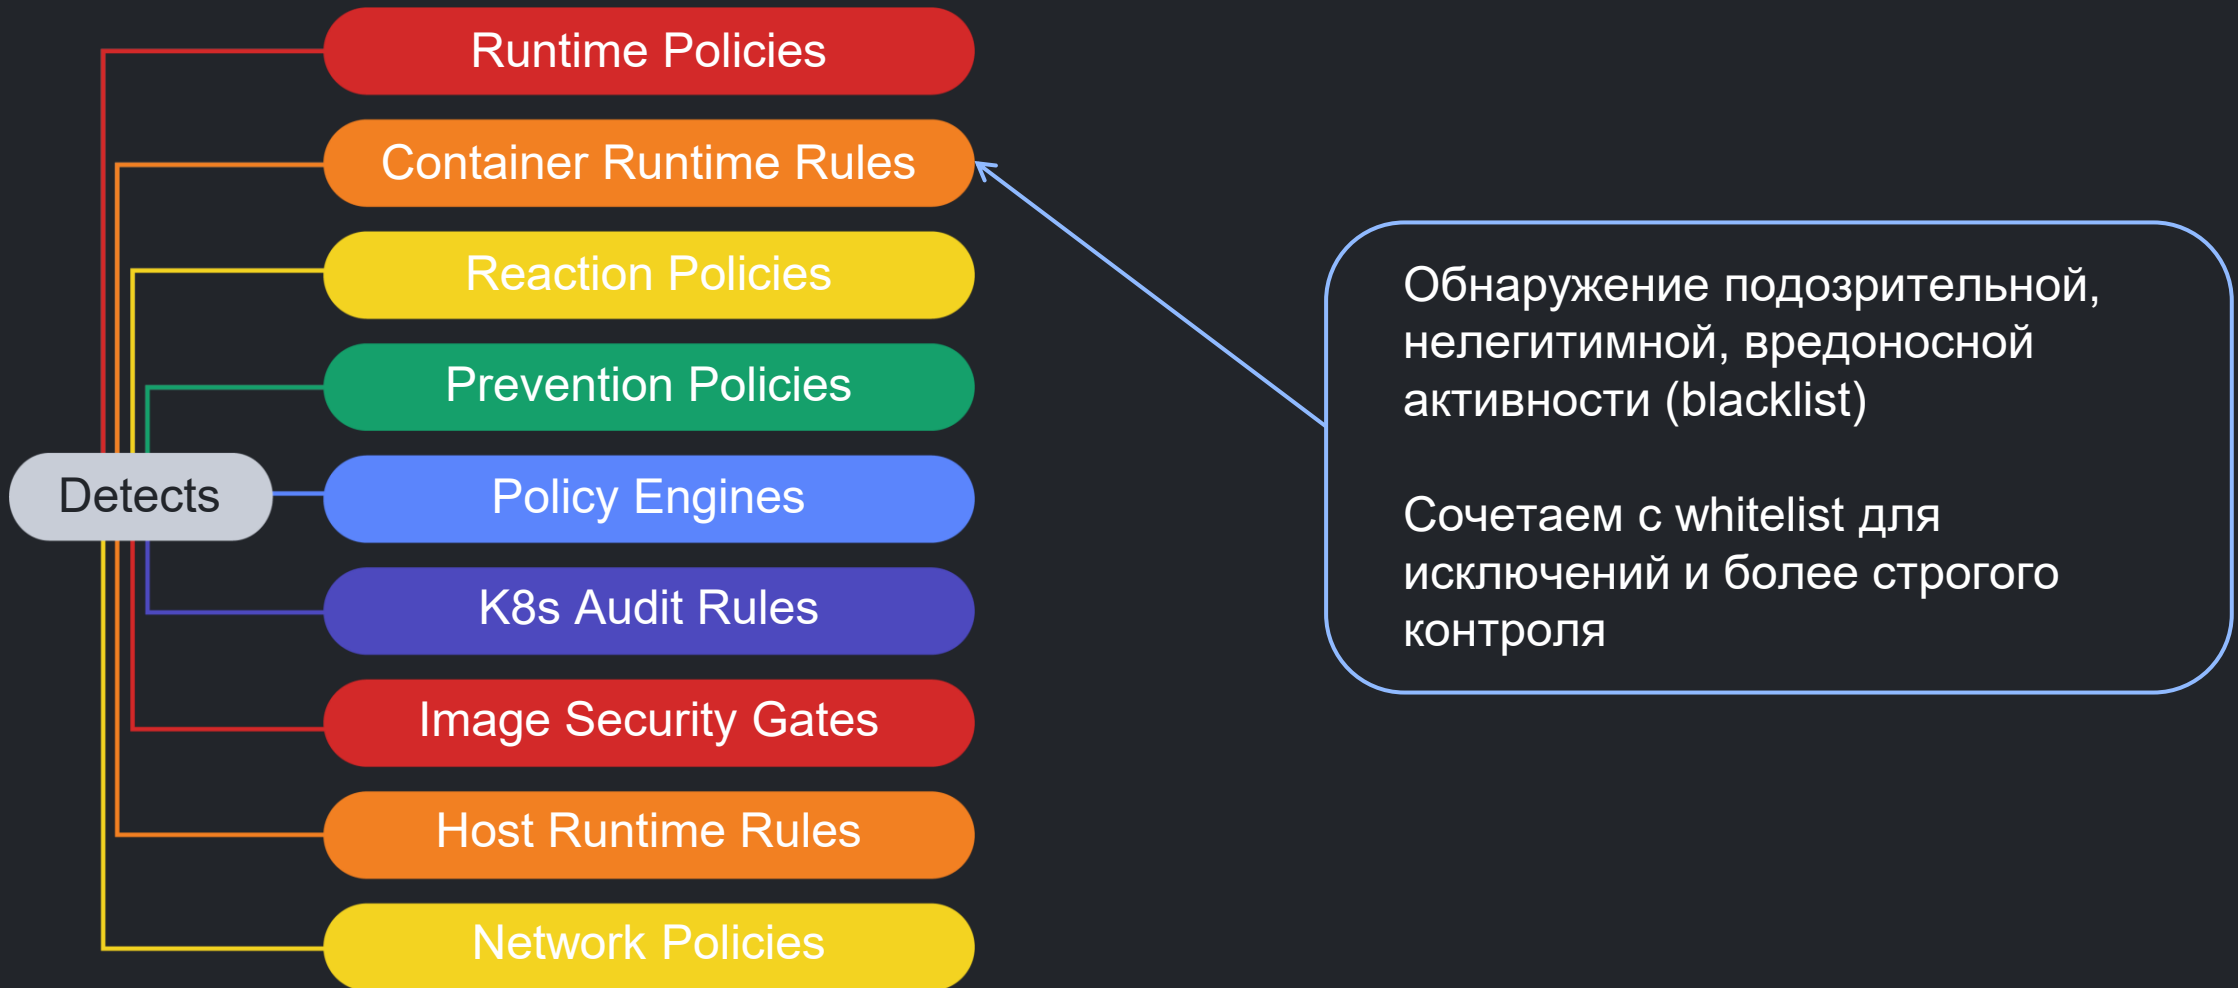 Runtime Policies
Container Runtime Rules
Reaction Policies
Prevention Policies
Detects
Policy Engines
K8s Audit Rules
Image Security Gates
Host Runtime Rules
Network Policies
Обнаружение подозрительной,
нелегитимной, вредоносной
активности (blacklist)
Сочетаем с whitelist для
исключений и более строгого
контроля